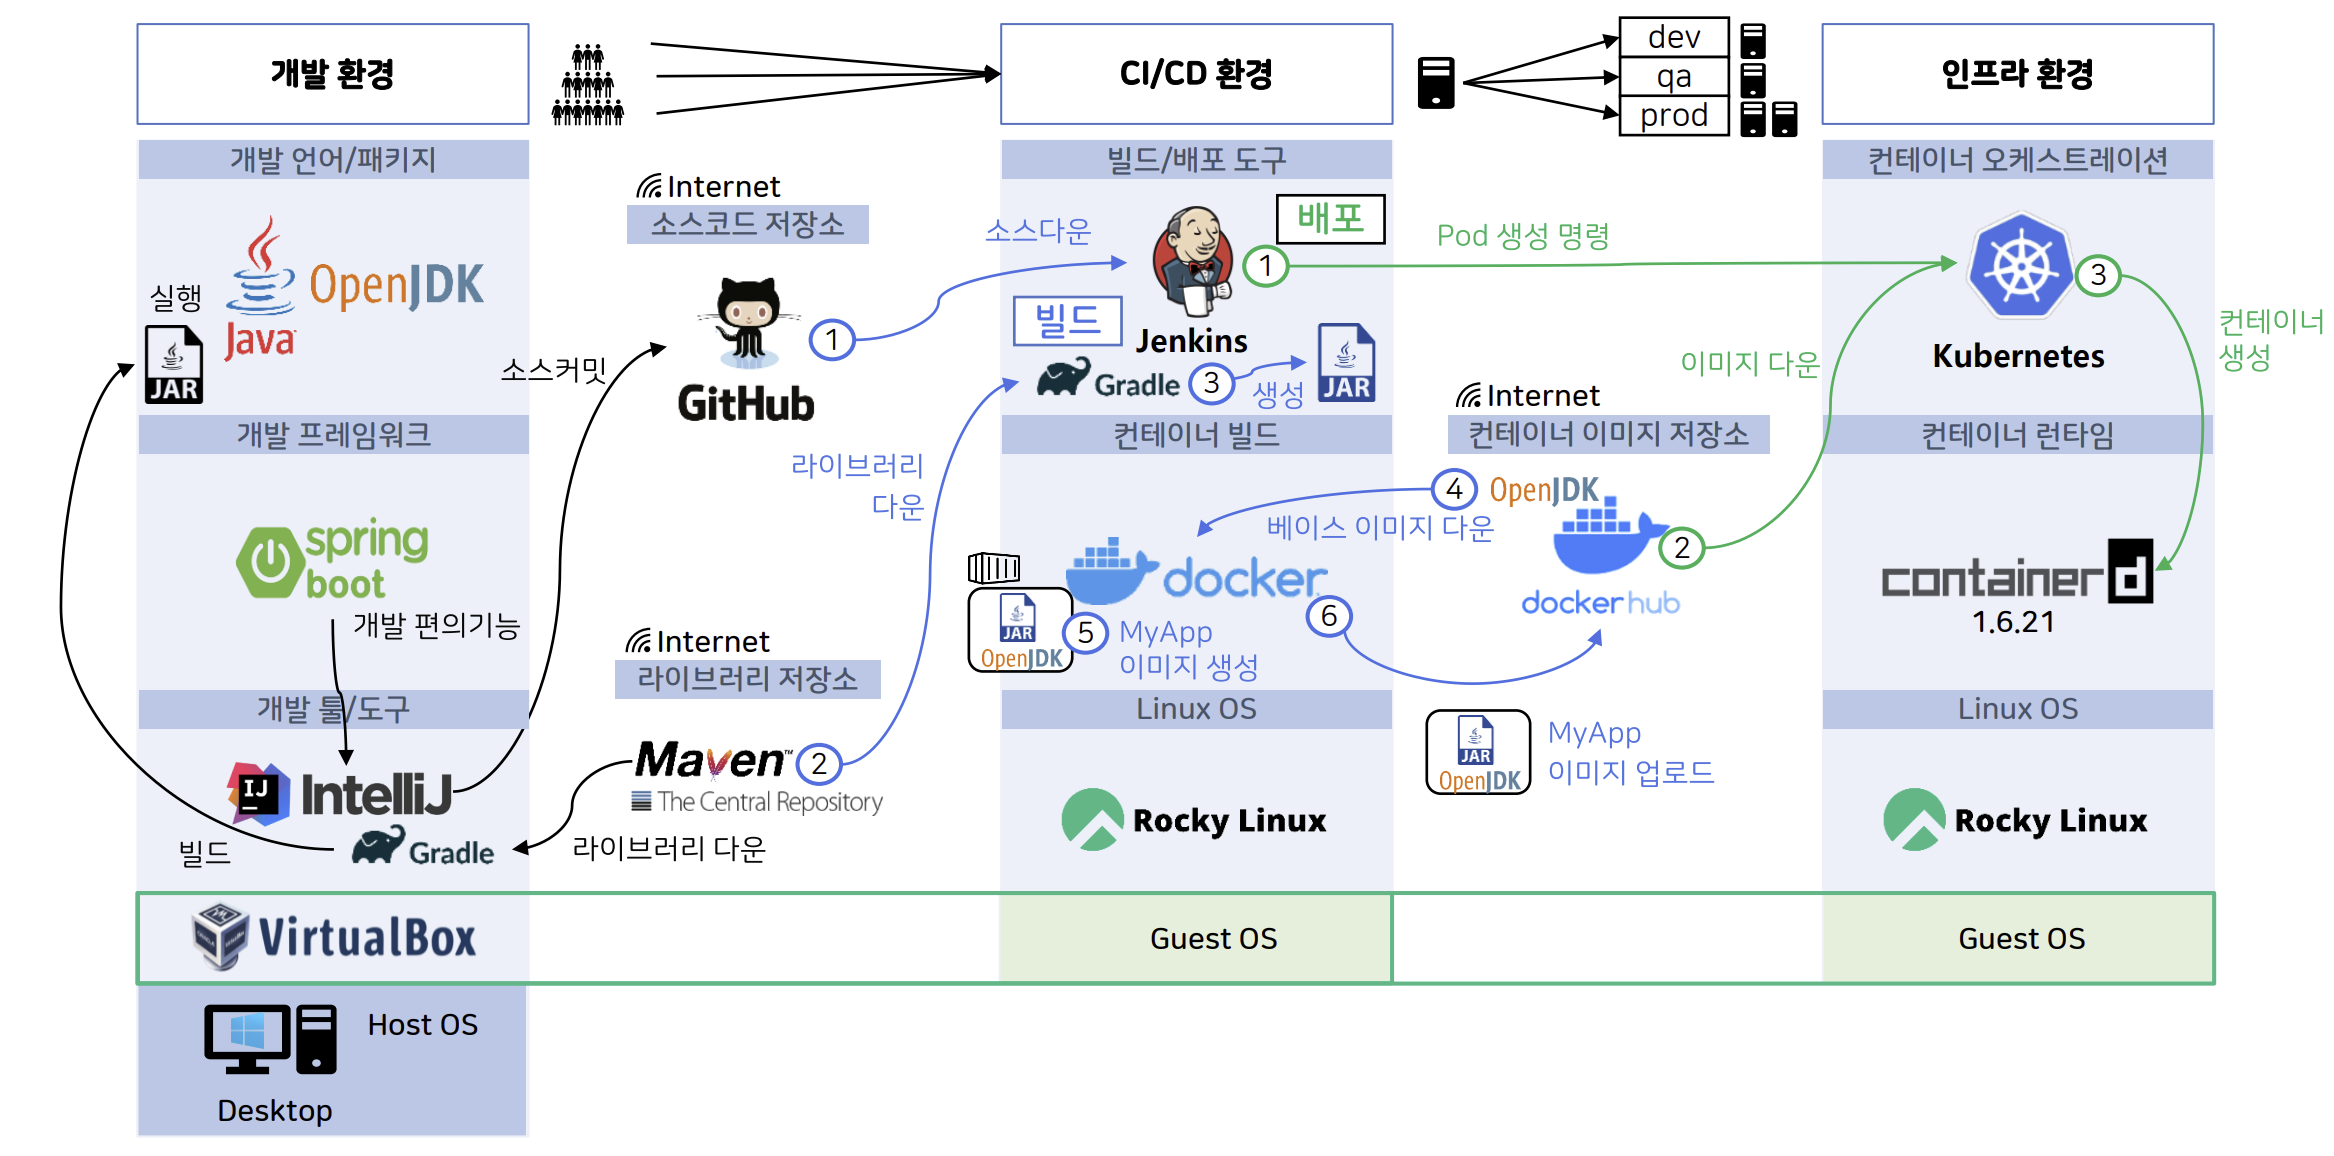 개발 환경
CI/CD 환경
dev
qa
prod
인프라 환경
개발 언어/패키지
Java
OpenJDK
실행
JAR
개발 프레임워크
spring
boot
개발 편의기능
개발 툴/도구
IJ
IntelliJ
Gradle
빌드
소스커밋
Internet
소스코드 저장소
GitHub
1
소스다운
라이브러리
다운
Internet
라이브러리 저장소
Maven™
2
The Central Repository
라이브러리 다운
빌드/배포 도구
배포
1
Pod 생성 명령
빌드
Jenkins
Gradle
3
생성
JAR
컨테이너 빌드
docker
JAR
OpenJDK
5
MyApp
이미지 생성
6
Linux OS
Rocky Linux
Internet
컨테이너 이미지 저장소
4
OpenJDK
베이스 이미지 다운
docker hub
2
이미지 다운
JAR
OpenJDK
MyApp
이미지 업로드
컨테이너 오케스트레이션
Kubernetes
3
컨테이너
생성
컨테이너 런타임
containerd
1.6.21
Linux OS
Rocky Linux
VirtualBox
Guest OS
Guest OS
Host OS
Desktop